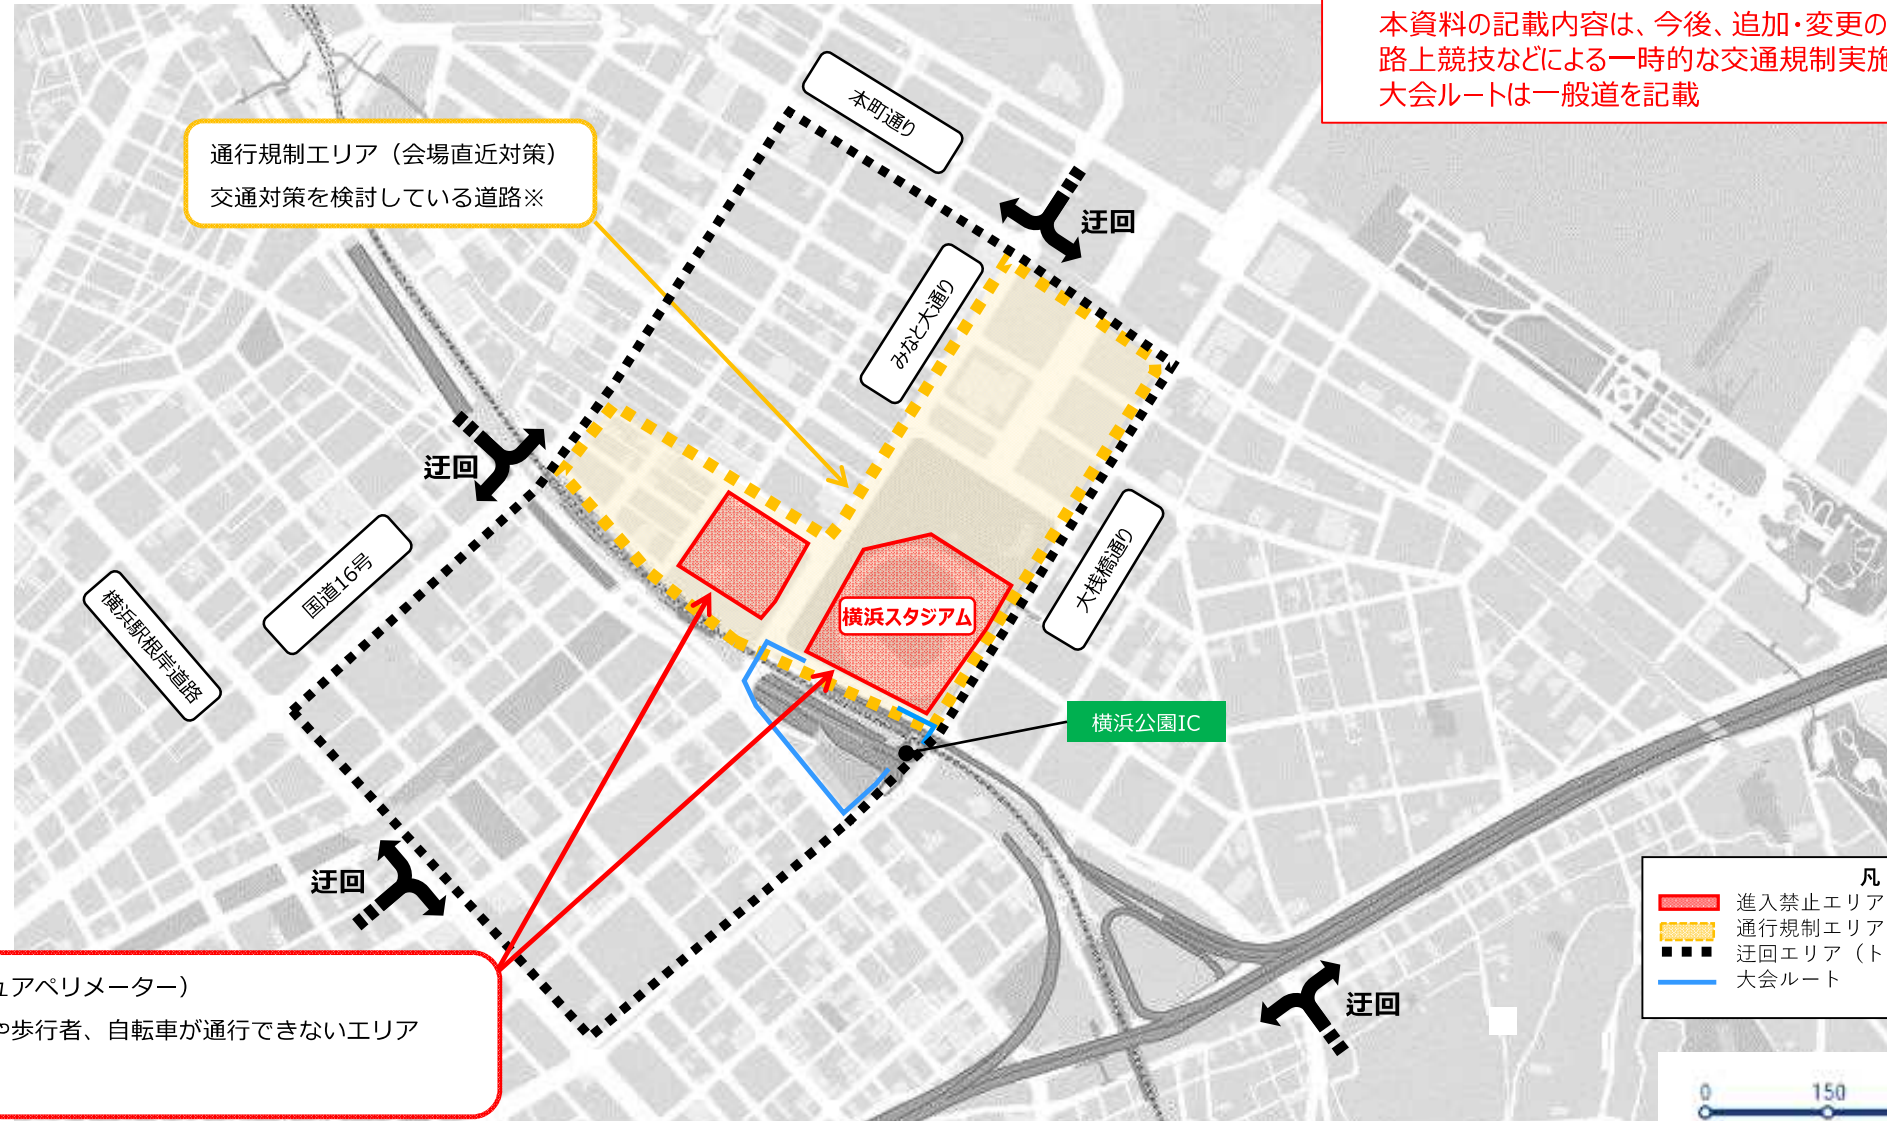 本資料の記載内容は、今後、追加・変更の
路上競技などによる一時的な交通規制実施
大会ルートは一般道を記載
本町通り
通行規制エリア（会場直近対策）
交通対策を検討している道路※
迂回
みなと大通り
迂回
国道16号
横浜駅根岸道路
大桟橋通り
横浜スタジアム
横浜公園IC
迂回
凡
進入禁止エリア
通行規制エリア
迂回エリア（ト
大会ルート
ュアペリメーター）
や歩行者、自転車が通行できないエリア
迂回
0 150